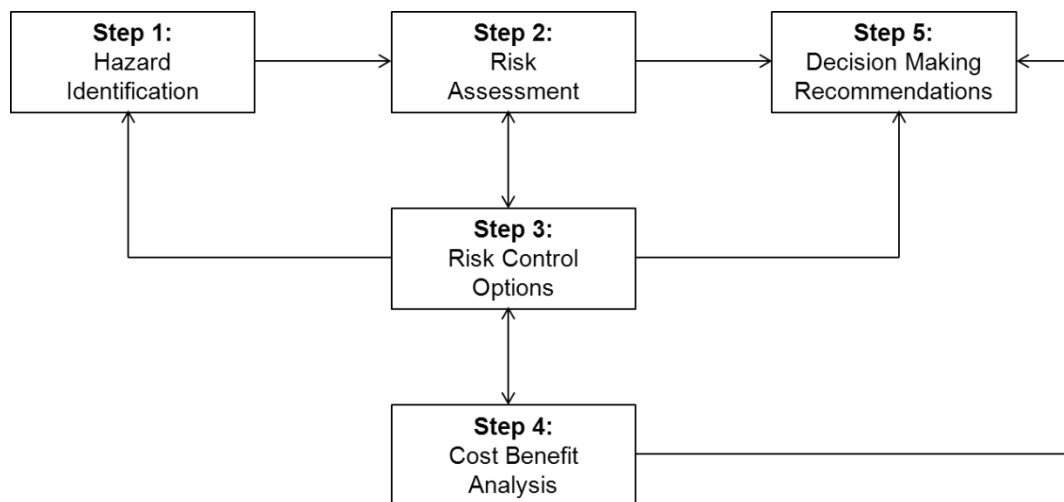 Step 1:
Hazard
Identification
Step 2:
Risk
Assessment
Step 5:
Decision Making
Recommendations
Step 3:
Risk Control
Options
Step 4:
Cost Benefit
Analysis